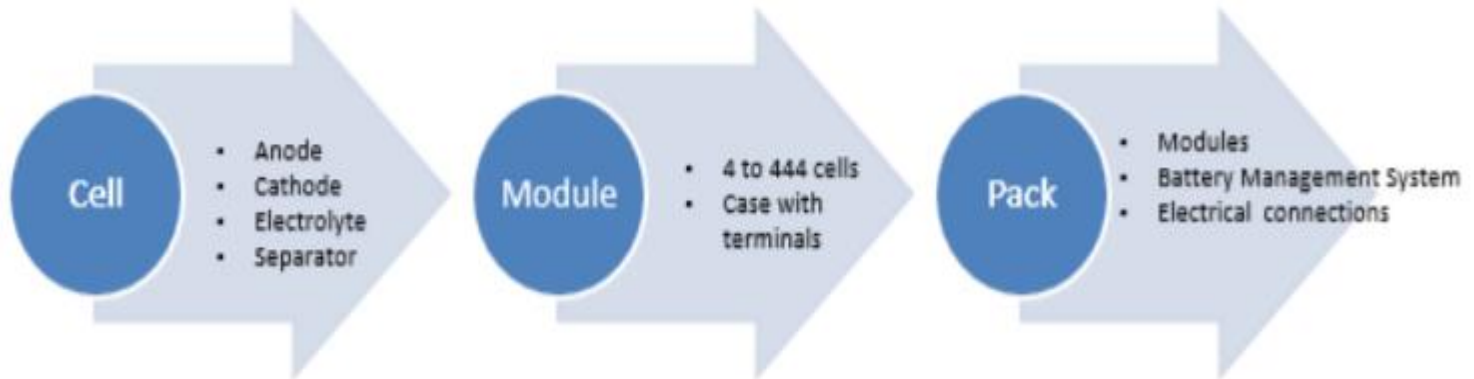 Cell
• Anode
• Cathode
• Electrolyte
• Separator
Module
• 4 to 444 cells
• Case with
terminals
Pack
• Modules
• Battery Management System
• Electrical connections